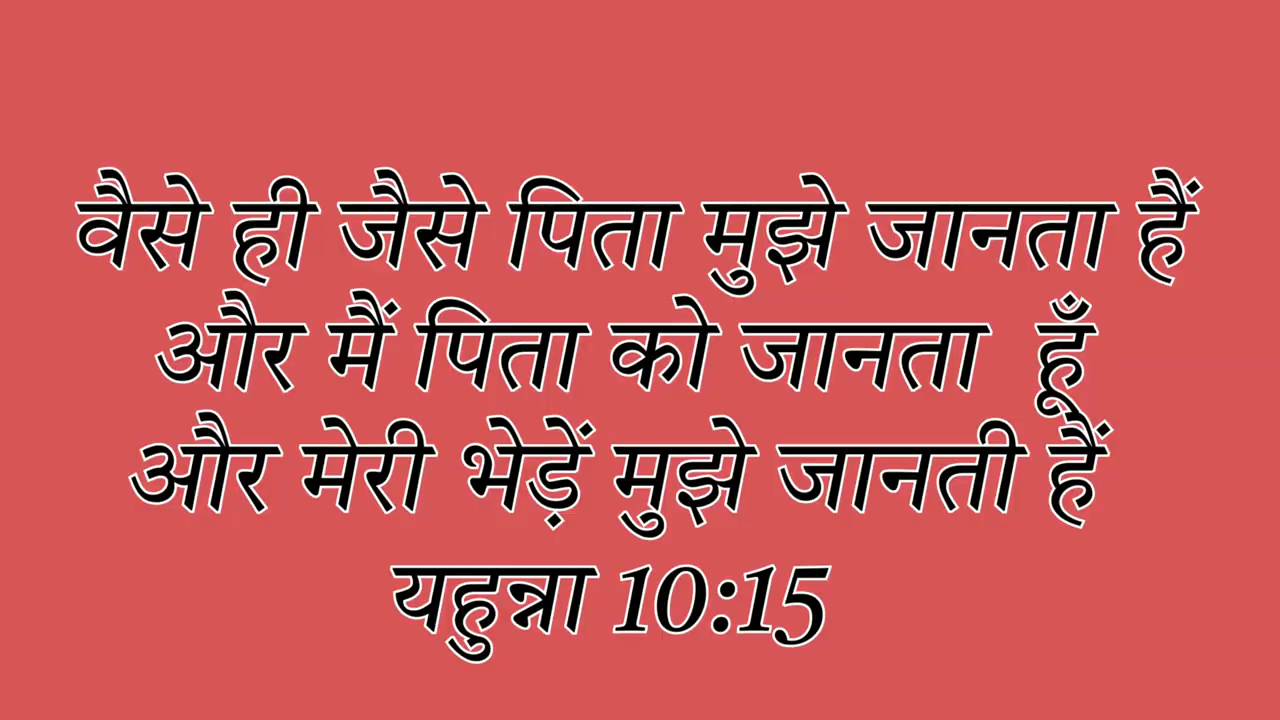 वैसे ही जैसे पिता मुझे जानता हैं
और मैं पिता को जानता हूँ
और मेरी भेड़ें मुझे जानती हैं
यहुन्ना 10:15